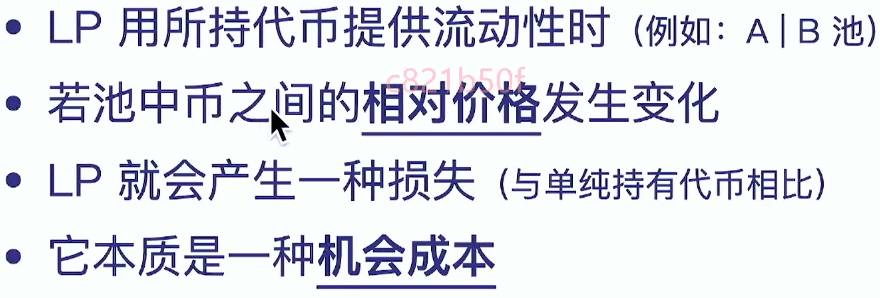 • LP 用所持代币提供流动性时（例如：A | B 池）
c821b50f
• 若池中币之间的相对价格发生变化
• LP 就会产生一种损失（与单纯持有代币相比）
• 它本质是一种机会成本